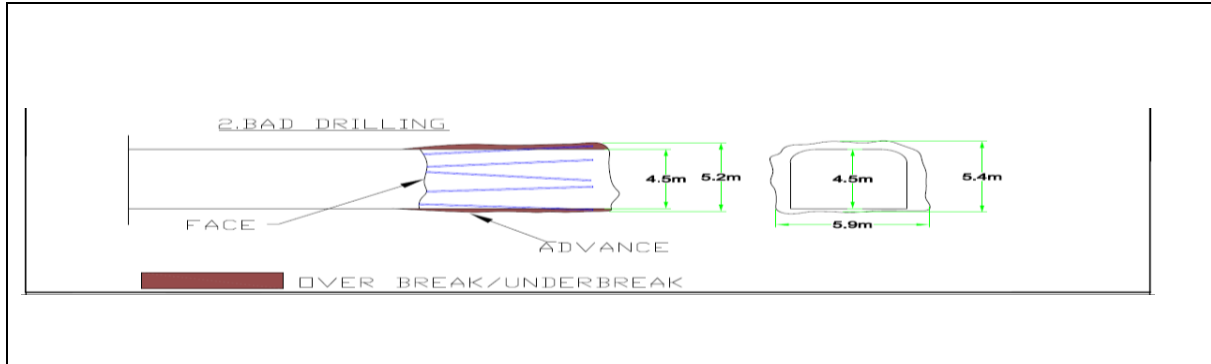 2.BAD DRILLING
4.5m
5.2m
4.5m
5.4m
FACE
5.9m
ADVANCE
OVER BREAK/UNDERBREAK